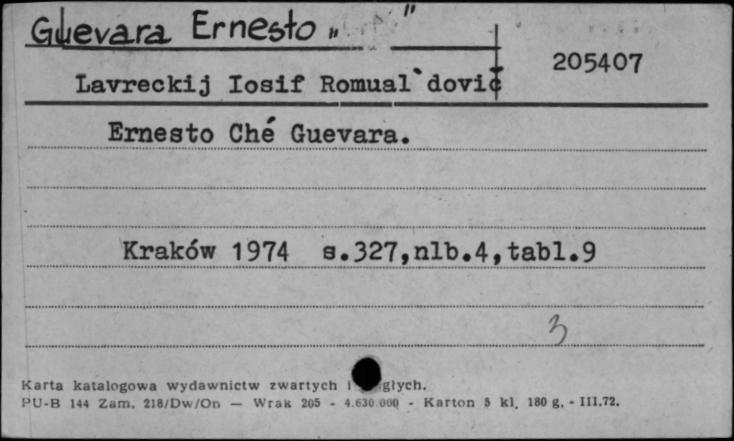 Guevara Ernesto „ "
205407
Lavreckij Iosif Romual`dovič
Ernesto Ché Guevara.
Kraków 1974 s.327,nlb.4,tabl.9
3
Karta katalogowa wydawnictw zwartych i
PU-B 144 Zam. 218/Dw/On — Wrak 205 - 4.630.000 - Karton 5 kl. 180 g. - III.72.